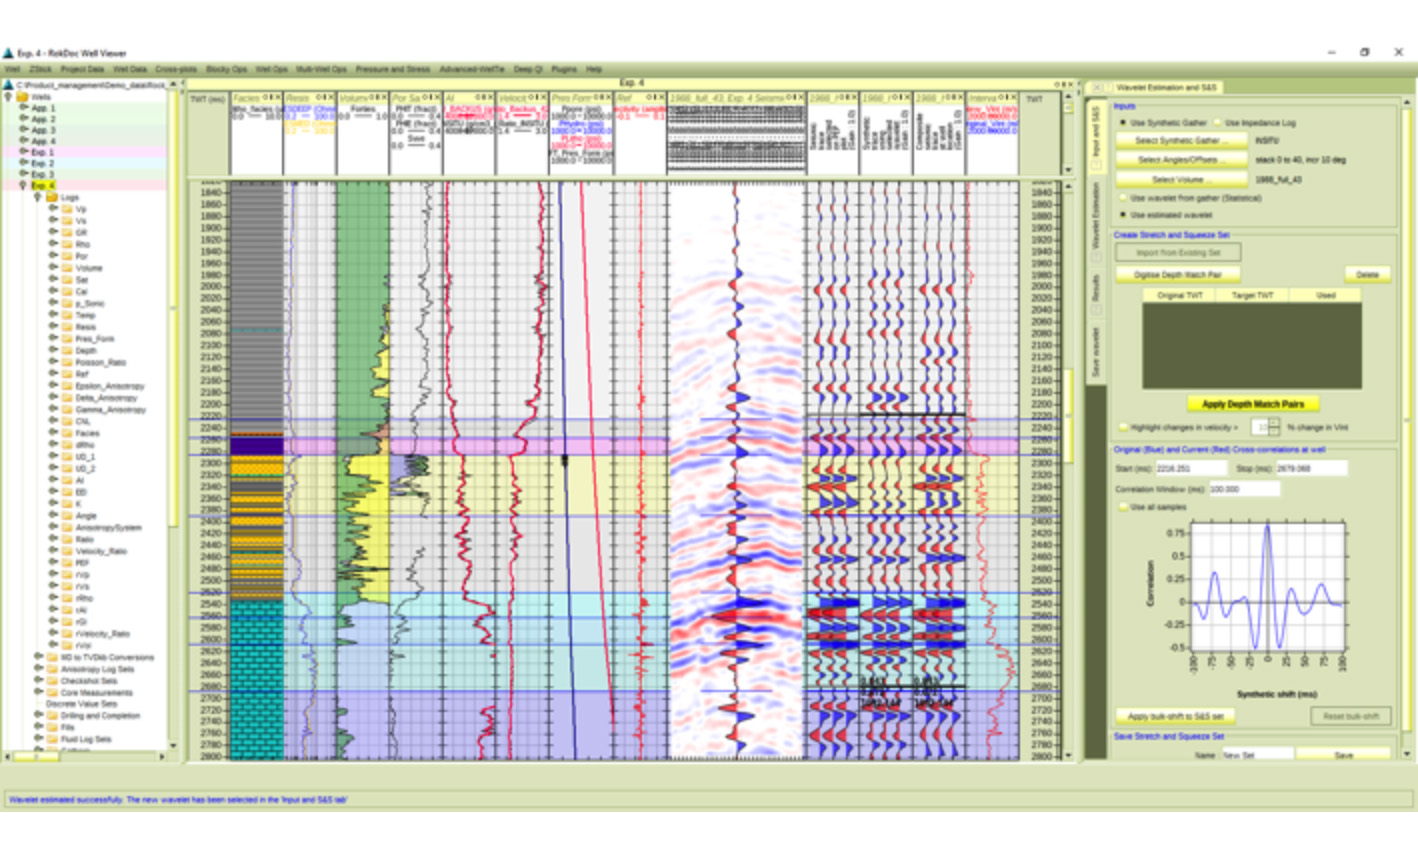 Exp. 4 - RokDoc Well Viewer
Well ZStick Project Data Well Data Cross-plots Blocky Ops Well Ops Multi-Well Ops Pressure and Stress Advanced-WellTie Deep QI Plugins Help
Exp. 4
Wells
App. 1
App. 2
App. 3
App. 4
Exp. 1
Exp. 2
Exp. 3
Exp. 4
Logs
Vp
Vs
GR
Rho
Por
Volume
Sat
Cal
p_Sonic
Temp
Resis
Pres_Form
Depth
Poisson_Ratio
Ref
Epsilon_Anisotropy
Delta_Anisotropy
Gamma_Anisotropy
CNL
Facies
dRho
UD_1
UD_2
AI
EEI
K
Angle
AnisotropySystem
Ratio
Velocity_Ratio
PEF
rVp
rVs
rRho
rAI
rGI
rVelocity_Ratio
MD to TVDkb Conversions
Anisotropy Log Sets
Checkshot Sets
Core Measurements
Discrete Value Sets
Drilling and Completion
Fills
Fluid Log Sets
TWT (ms)
Facies
Resis
Volume
Por Sa
AI
Velocit
Pres Form
Ref
1988_full_43, Exp. 4 Seismic
Interva
TWT
Forties
PHIT (fract)
PHIE (fract)
Swe
Ppore (psi)
Phydro (psi)
PLitho (psi)
1840
1860
1880
1900
1920
1940
1960
1980
2000
2020
2040
2060
2080
2100
2120
2140
2160
2180
2200
2220
2240
2260
2280
2300
2320
2340
2360
2380
2400
2420
2440
2460
2480
2500
2520
2540
2560
2580
2600
2620
2640
2660
2680
2700
2720
2740
2760
2780
2800
Wavelet Estimation and S&S
Input and S&S
Wavelet Estimation
Results
Save wavelet
Inputs
Use Synthetic Gather Use Impedance Log
Select Synthetic Gather ... INSITU
Select Angles/Offsets ... stack 0 to 40, incr 10 deg
Select Volume ... 1988_full_43
Use wavelet from gather (Statistical)
Use estimated wavelet
Create Stretch and Squeeze Set
Import from Existing Set
Digitise Depth Match Pair Delete
Original TWT Target TWT Used
Apply Depth Match Pairs
Highlight changes in velocity > 10 % change in Vint
Original (Blue) and Current (Red) Cross-correlations at well
Start (ms): 2216.251 Stop (ms): 2679.068
Correlation Window (ms): 100.000
Use all samples
Correlation
0.75
0.5
0.25
0
-0.25
-0.5
-100 -75 -50 -25 0 25 50 75 100
Synthetic shift (ms)
Apply bulk-shift to S&S set Reset bulk-shift
Save Stretch and Squeeze Set
Name New Set Save
Wavelet estimated successfully. The new wavelet has been selected in the 'Input and S&S tab'